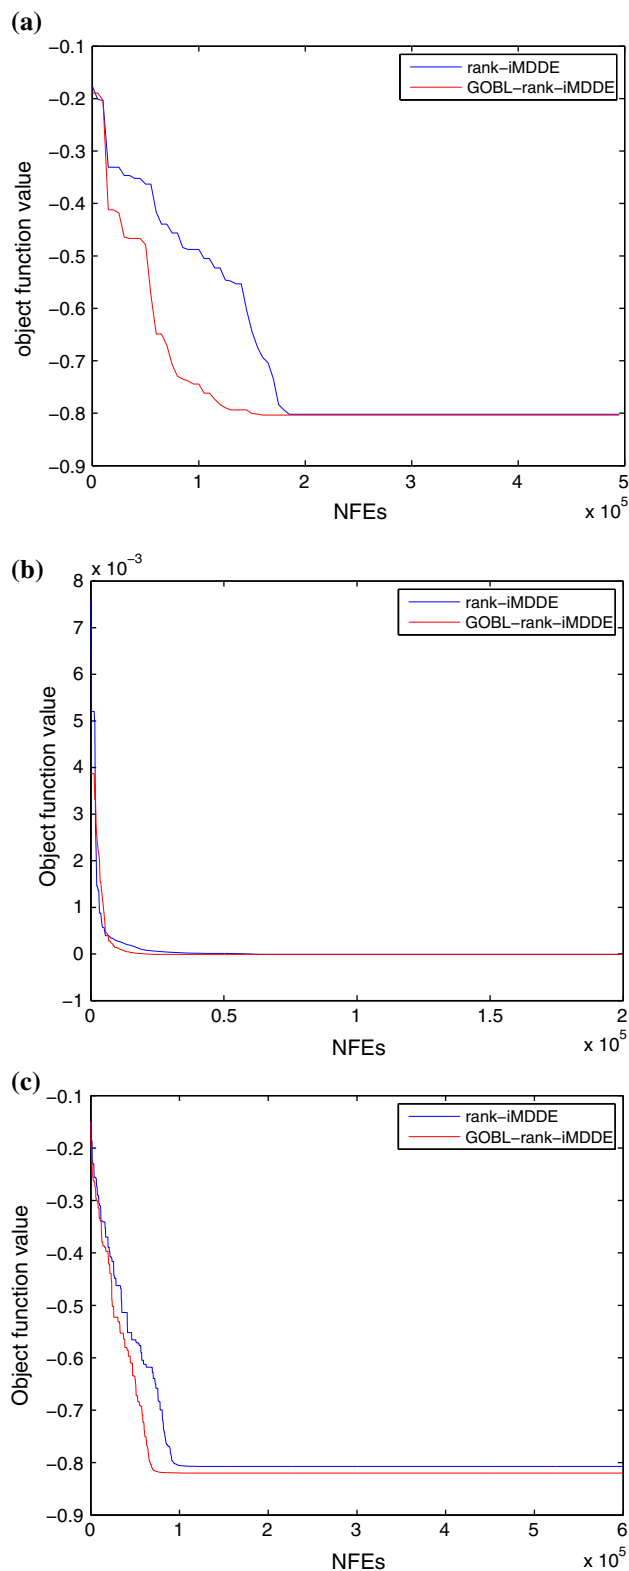 (a)
−0.1
−0.2
−0.3
−0.4
−0.5
−0.6
−0.7
−0.8
−0.9
object function value
rank−iMDDE
GOBL−rank−iMDDE
0 1 2 3 4 5
x 10^5
NFEs
(b)
x 10^−3
8
7
6
5
4
3
2
1
0
−1
Object function value
rank−iMDDE
GOBL−rank−iMDDE
0 0.5 1 1.5 2
x 10^5
NFEs
(c)
−0.1
−0.2
−0.3
−0.4
−0.5
−0.6
−0.7
−0.8
−0.9
Object function value
rank−iMDDE
GOBL−rank−iMDDE
0 1 2 3 4 5 6
x 10^5
NFEs